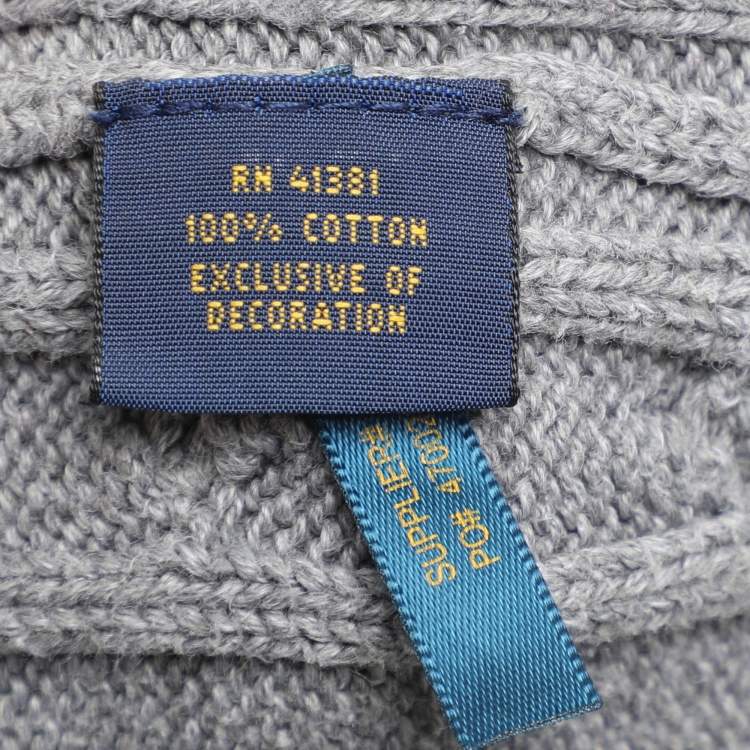 RN 41381
100% COTTON
EXCLUSIVE OF
DECORATION
SUPPLIER#
PO#